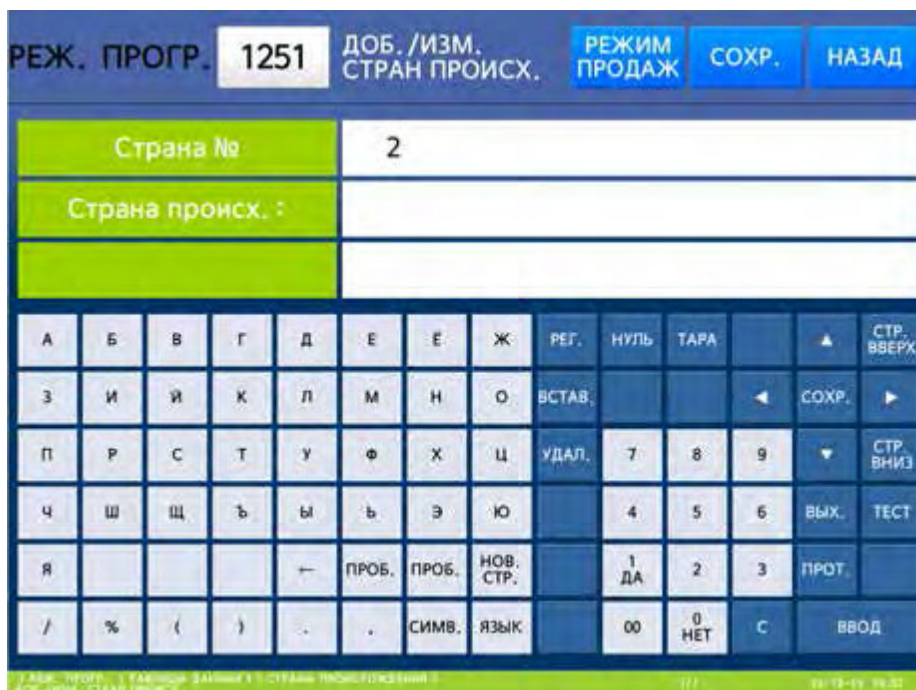 РЕЖ. ПРОГР. 1251 ДОБ./ИЗМ. СТРАН ПРОИСХ. РЕЖИМ ПРОДАЖ СОХР. НАЗАД
Страна № 2
Страна происх. :
А Б В Г Д Е Ё Ж РЕГ. НУЛЬ ТАРА ▲ СТР. ВВЕРХ
З И Й К Л М Н О ВСТАВ. ◀ СОХР. ▶
П Р С Т У Ф Х Ц УДАЛ. 7 8 9 ▼ СТР. ВНИЗ
Ч Ш Щ Ъ Ы Ь Э Ю 4 5 6 ВЫХ. ТЕСТ
Я ← ПРОБ. ПРОБ. НОВ. СТР. 1 ДА 2 3 ПРОТ.
/ % ( ) . , СИМВ. ЯЗЫК 00 0 НЕТ C ВВОД